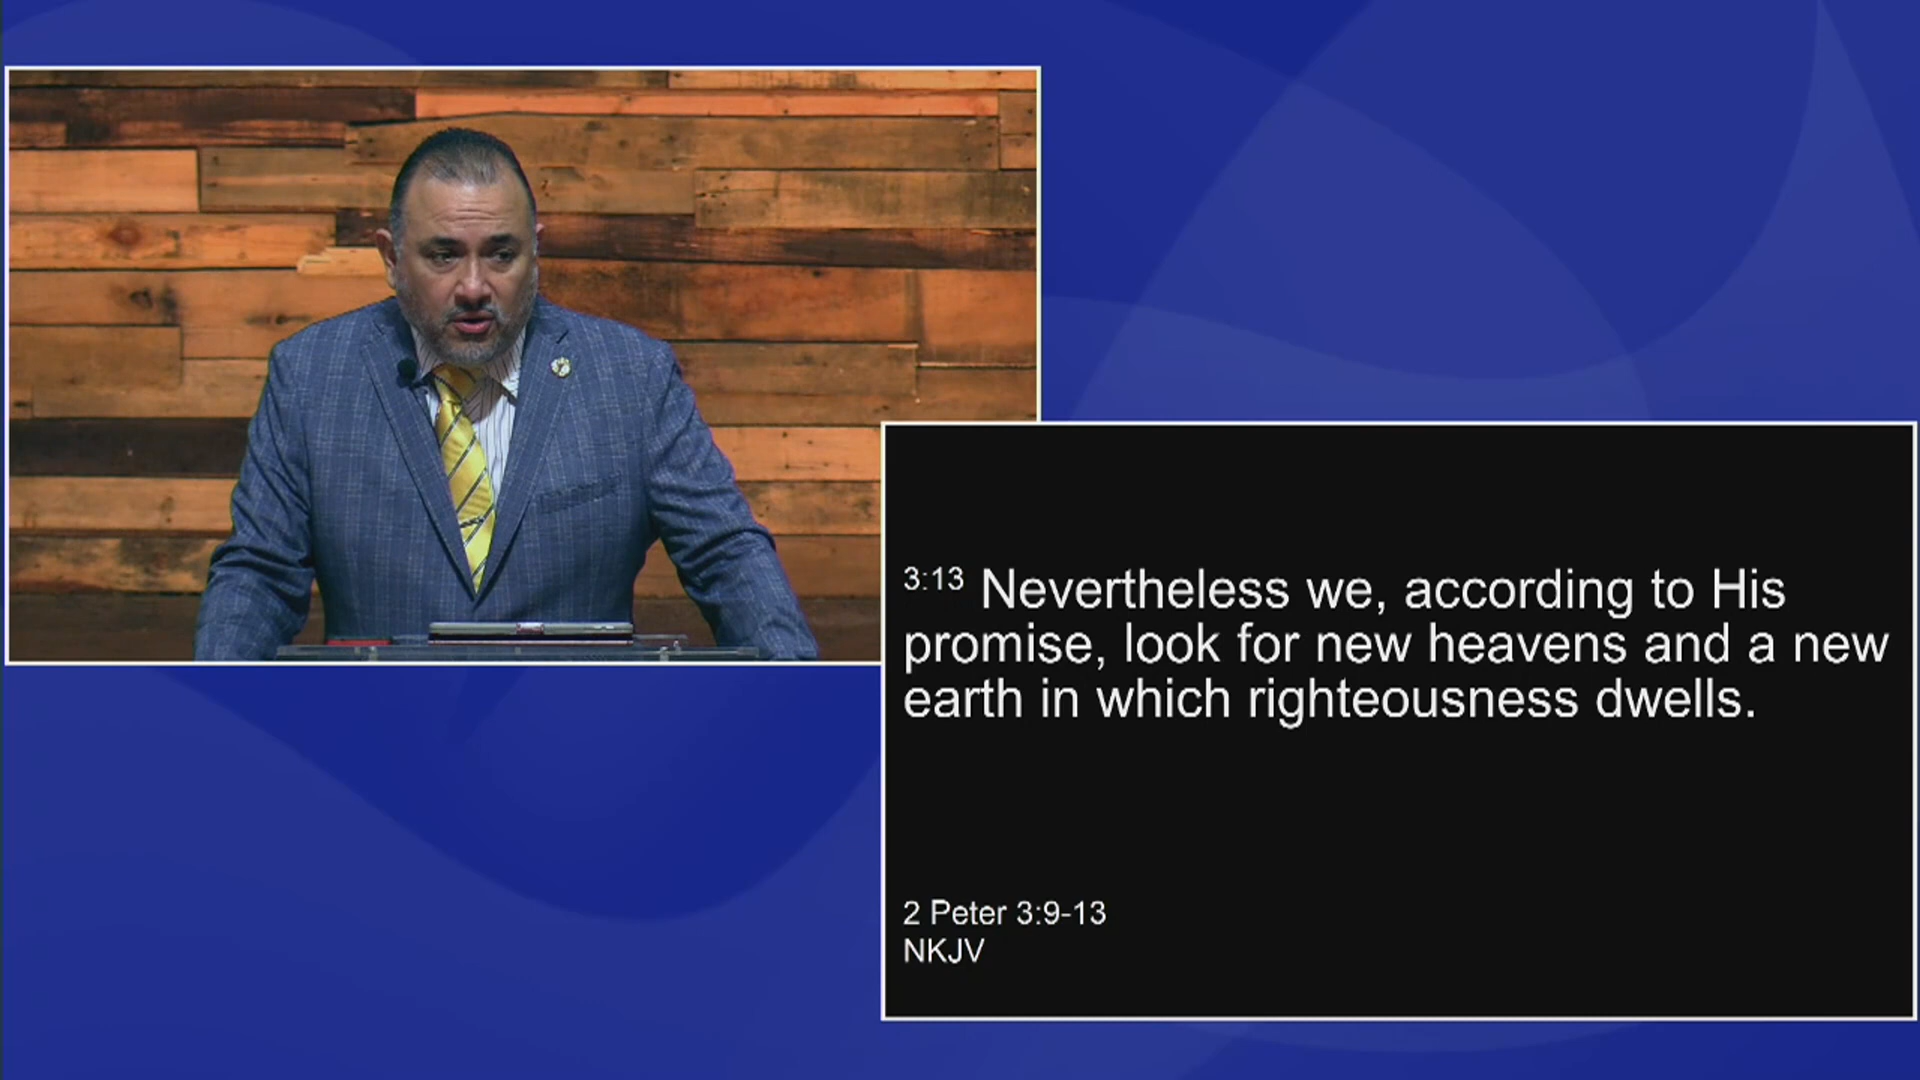 3:13 Nevertheless we, according to His
promise, look for new heavens and a new
earth in which righteousness dwells.
2 Peter 3:9-13
NKJV